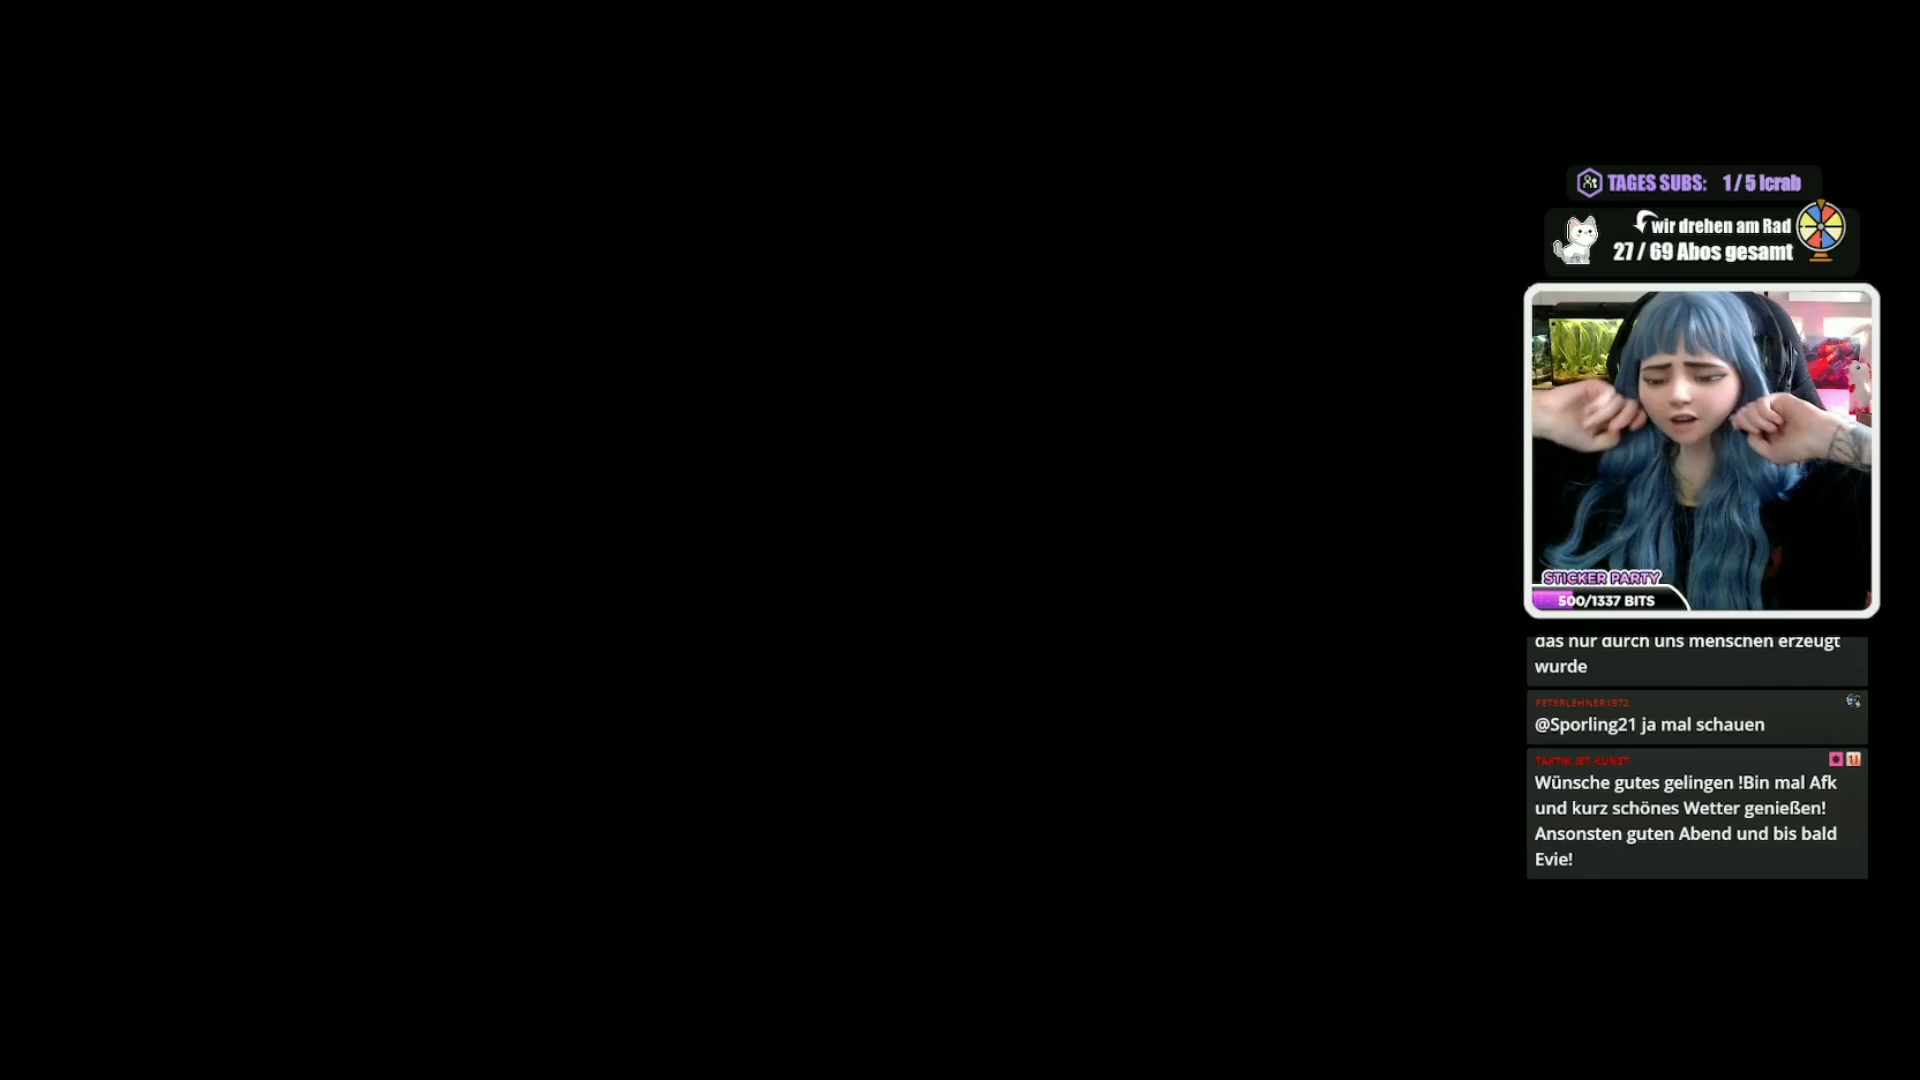 TAGES SUBS: 1 / 5 lcrab
wir drehen am Rad
27 / 69 Abos gesamt
STICKER PARTY
500/1337 BITS
das nur durch uns menschen erzeugt
wurde
PETERLEHNER1972
@Sporling21 ja mal schauen
TAKTIK_IST_KUNST
Wünsche gutes gelingen !Bin mal Afk
und kurz schönes Wetter genießen!
Ansonsten guten Abend und bis bald
Evie!